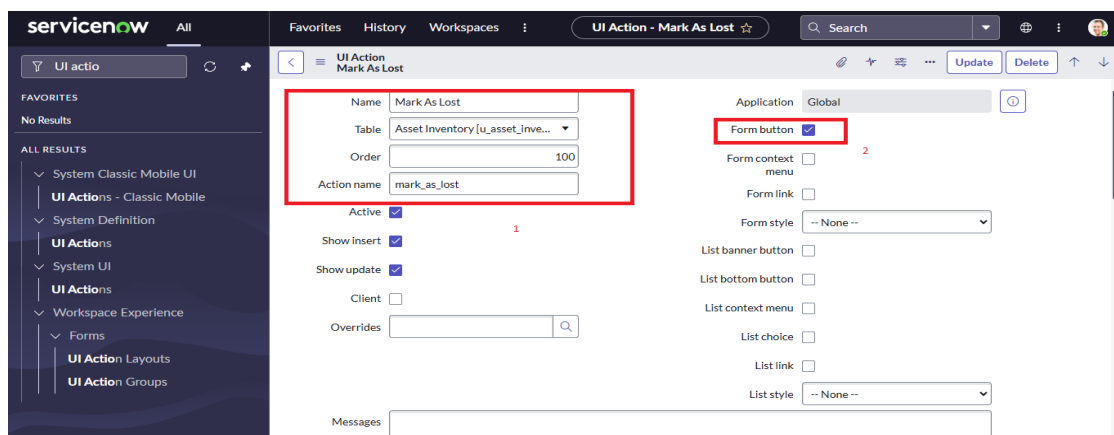 servicenow
All
Favorites
History
Workspaces
UI Action - Mark As Lost
Search
UI actio
FAVORITES
No Results
ALL RESULTS
System Classic Mobile UI
UI Actions - Classic Mobile
System Definition
UI Actions
System UI
UI Actions
Workspace Experience
Forms
UI Action Layouts
UI Action Groups
UI Action
Mark As Lost
Update
Delete
Name
Mark As Lost
Table
Asset Inventory [u_asset_inve...
Order
100
Action name
mark_as_lost
Active
Show insert
1
Show update
Client
Overrides
Application
Global
Form button
Form context
menu
2
Form link
Form style
-- None --
List banner button
List bottom button
List context menu
List choice
List link
List style
-- None --
Messages